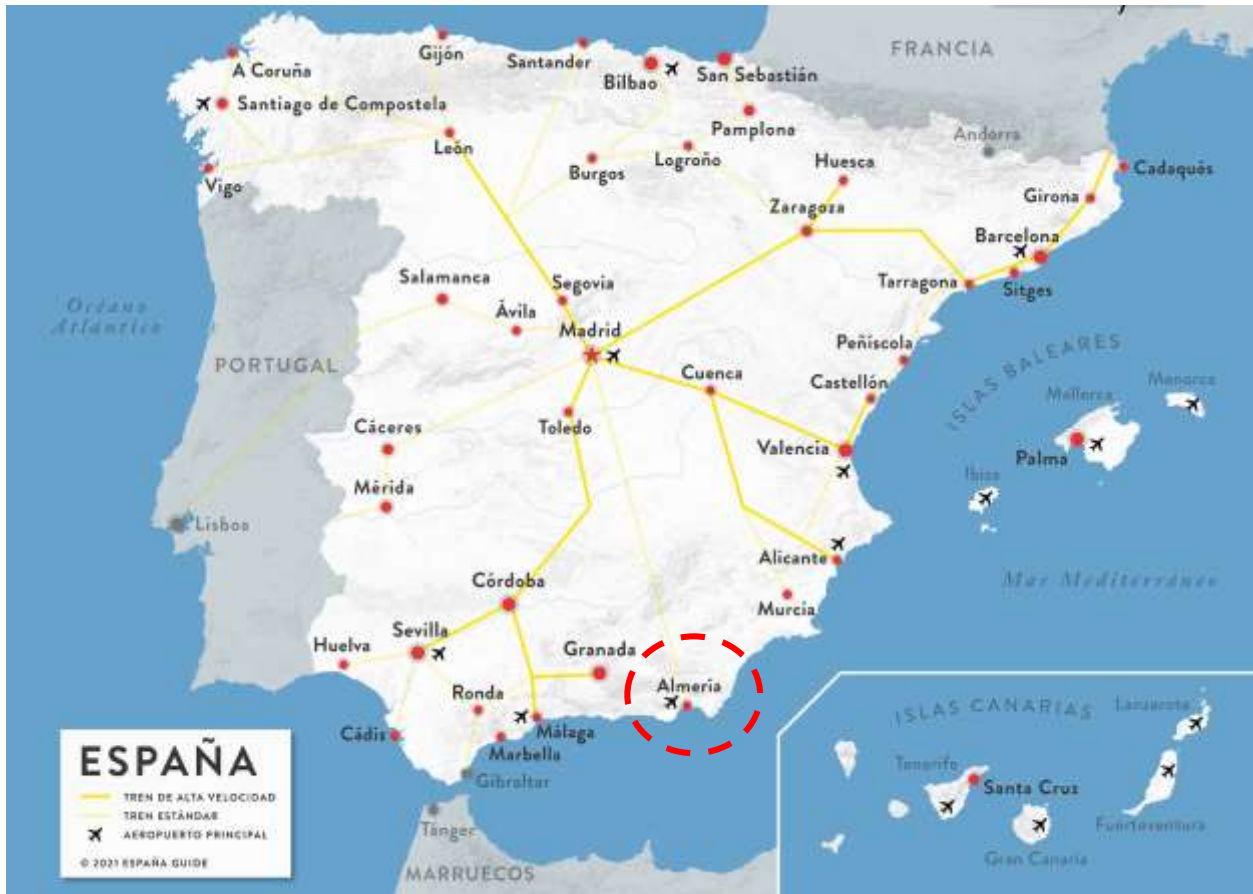 FRANCIA
Gijón
Santander
A Coruña
Bilbao
San Sebastián
Santiago de Compostela
Pamplona
Andorra
León
Logroño
Huesca
Burgos
Cadaqués
Vigo
Girona
Zaragoza
Barcelona
Salamanca
Segovia
Tarragona
Sitges
Océano
Atlántico
Ávila
Madrid
Peñíscola
ISLAS BALEARES
PORTUGAL
Cuenca
Castellón
Menorca
Mallorca
Cáceres
Toledo
Valencia
Palma
Ibiza
Mérida
Lisboa
Alicante
Mar Mediterráneo
Córdoba
Murcia
Sevilla
Huelva
Granada
Ronda
Almería
ISLAS CANARIAS
Lanzarote
Cádis
Málaga
Marbella
Tenerife
Santa Cruz
Gibraltar
Fuertoventura
Tánger
Gran Canaria
MARRUECOS
ESPAÑA
TREN DE ALTA VELOCIDAD
TREN ESTÁNDAR
AEROPUERTO PRINCIPAL
© 2021 ESPAÑA GUIDE